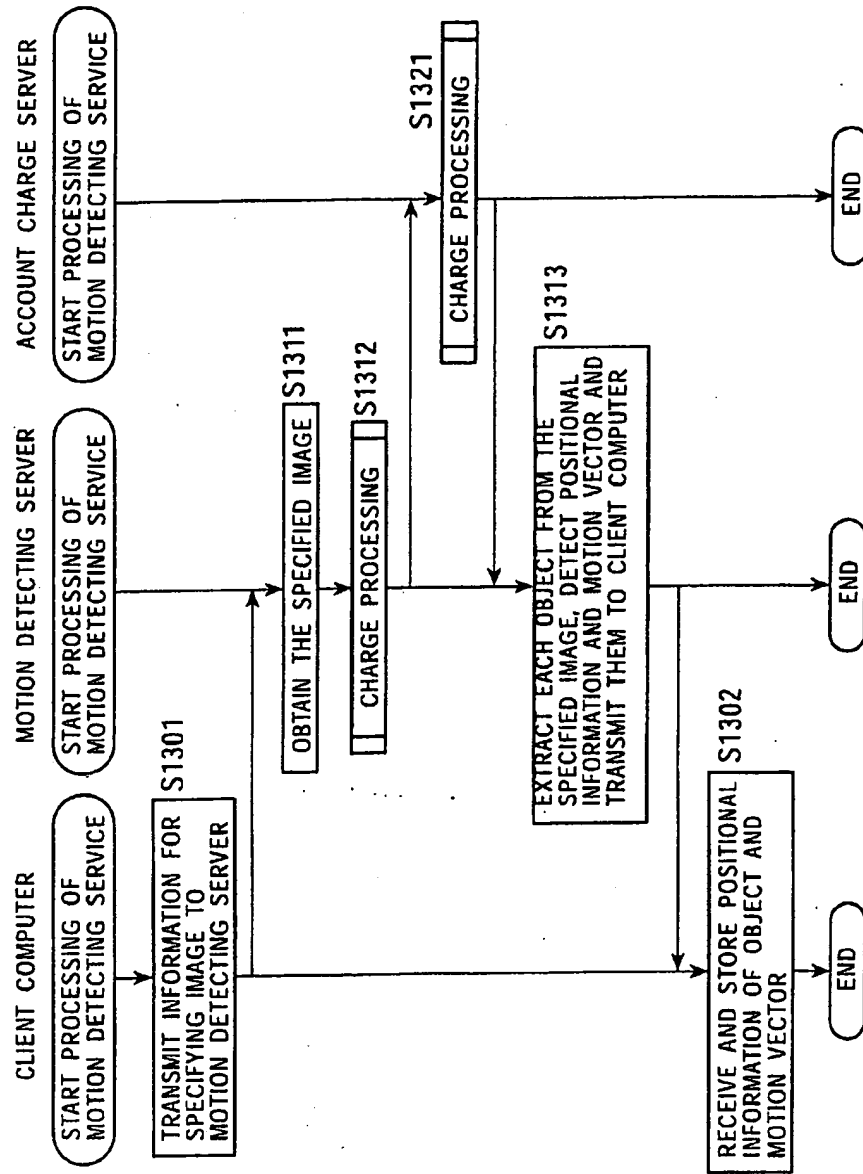 CLIENT COMPUTER
START PROCESSING OF
MOTION DETECTING SERVICE
S1301
TRANSMIT INFORMATION FOR
SPECIFYING IMAGE TO
MOTION DETECTING SERVER
S1302
RECEIVE AND STORE POSITIONAL
INFORMATION OF OBJECT AND
MOTION VECTOR
END
MOTION DETECTING SERVER
START PROCESSING OF
MOTION DETECTING SERVICE
S1311
OBTAIN THE SPECIFIED IMAGE
S1312
CHARGE PROCESSING
S1313
EXTRACT EACH OBJECT FROM THE
SPECIFIED IMAGE, DETECT POSITIONAL
INFORMATION AND MOTION VECTOR AND
TRANSMIT THEM TO CLIENT COMPUTER
END
ACCOUNT CHARGE SERVER
START PROCESSING OF
MOTION DETECTING SERVICE
S1321
CHARGE PROCESSING
END